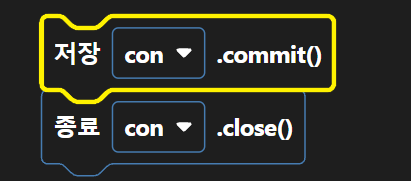 저장 con .commit()
종료 con .close()